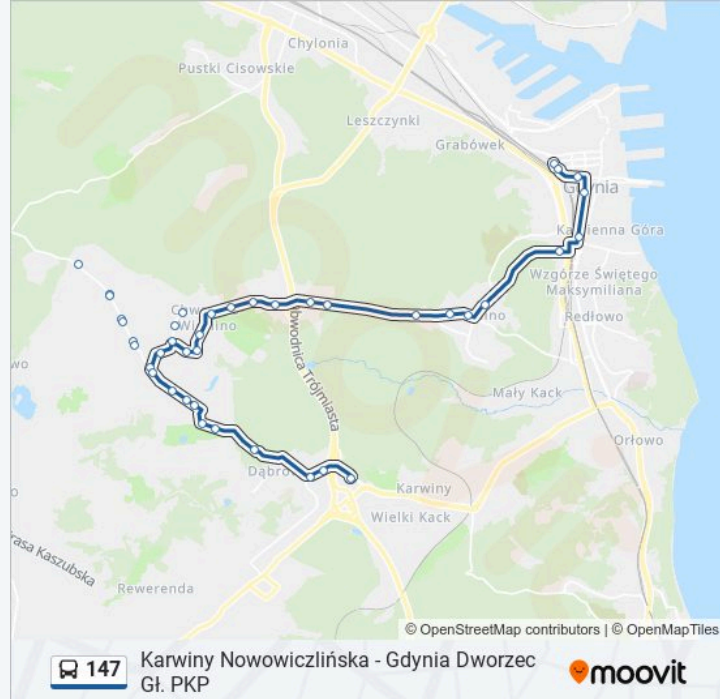 Chylonia
Pustki Cisowskie
Leszczynki
Grabówek
Gdynia
Kamienna Góra
Wzgórze Świętego
Maksymiliana
Redłowo
Obwodnica Trójmiasta
Mały Kack
Orłowo
Karwiny
Wielki Kack
rasa Kaszubska
Rewerenda
© OpenStreetMap contributors | © OpenMapTiles
147
Karwiny Nowowiczlińska - Gdynia Dworzec
Gł. PKP
moovit